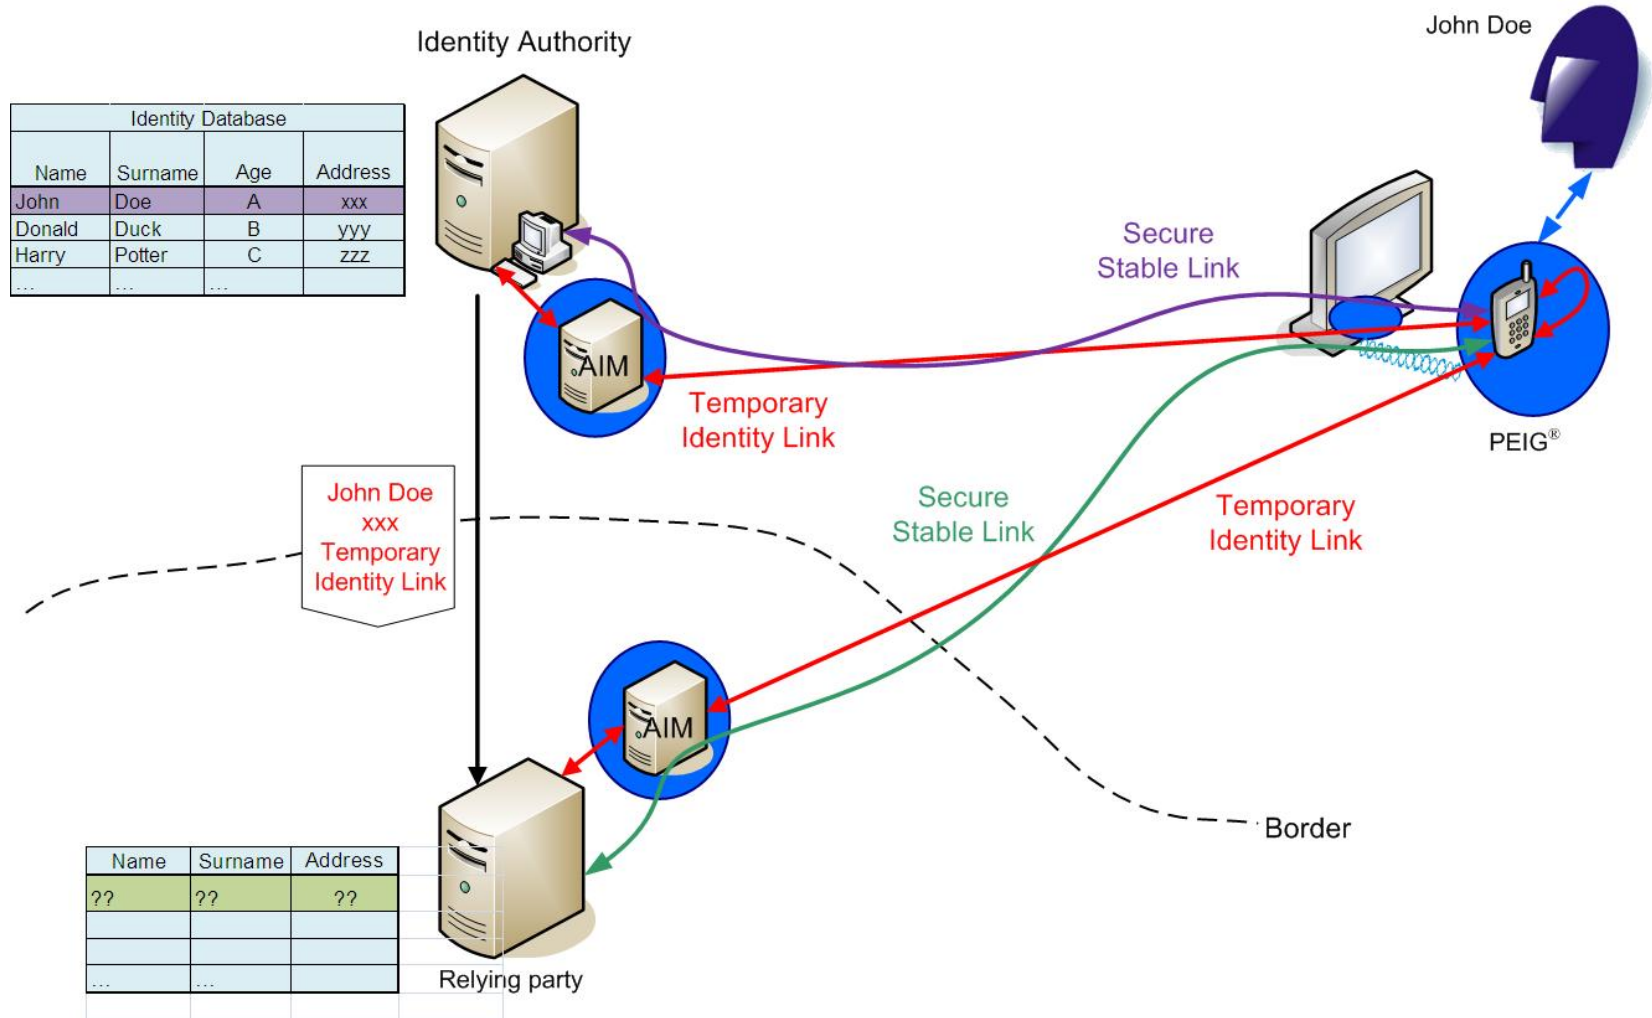 John Doe
Identity Authority
Identity Database
Name Surname Age Address
John Doe A xxx
Donald Duck B yyy
Harry Potter C zzz
... ... ...
Secure
Stable Link
AIM
Temporary
Identity Link
PEIG®
John Doe
xxx
Temporary
Identity Link
Secure
Stable Link
Temporary
Identity Link
AIM
Border
Name Surname Address
?? ?? ??
... ...
Relying party